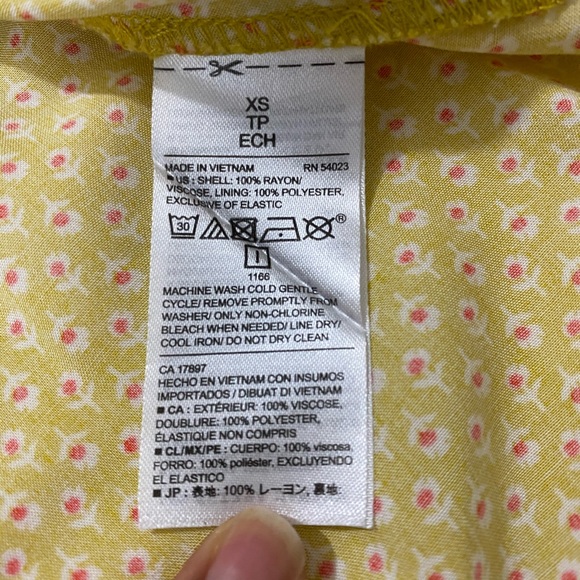 XS
TP
ECH
MADE IN VIETNAM RN 54023
■ US : SHELL: 100% RAYON/
VISCOSE, LINING: 100% POLYESTER,
EXCLUSIVE OF ELASTIC
30 ®
1166
MACHINE WASH COLD GENTLE
CYCLE/ REMOVE PROMPTLY FROM
WASHER/ ONLY NON-CHLORINE
BLEACH WHEN NEEDED/ LINE DRY/
COOL IRON/ DO NOT DRY CLEAN
CA 17897
HECHO EN VIETNAM CON INSUMOS
IMPORTADOS / DIBUAT DI VIETNAM
■ CA : EXTÉRIEUR: 100% VISCOSE,
DOUBLURE: 100% POLYESTER,
ÉLASTIQUE NON COMPRIS
■ CL/MX/PE : CUERPO: 100% viscosa,
FORRO: 100% poliéster, EXCLUYENDO
EL ELASTICO
■ JP : 表地: 100% レーヨン, 裏地: